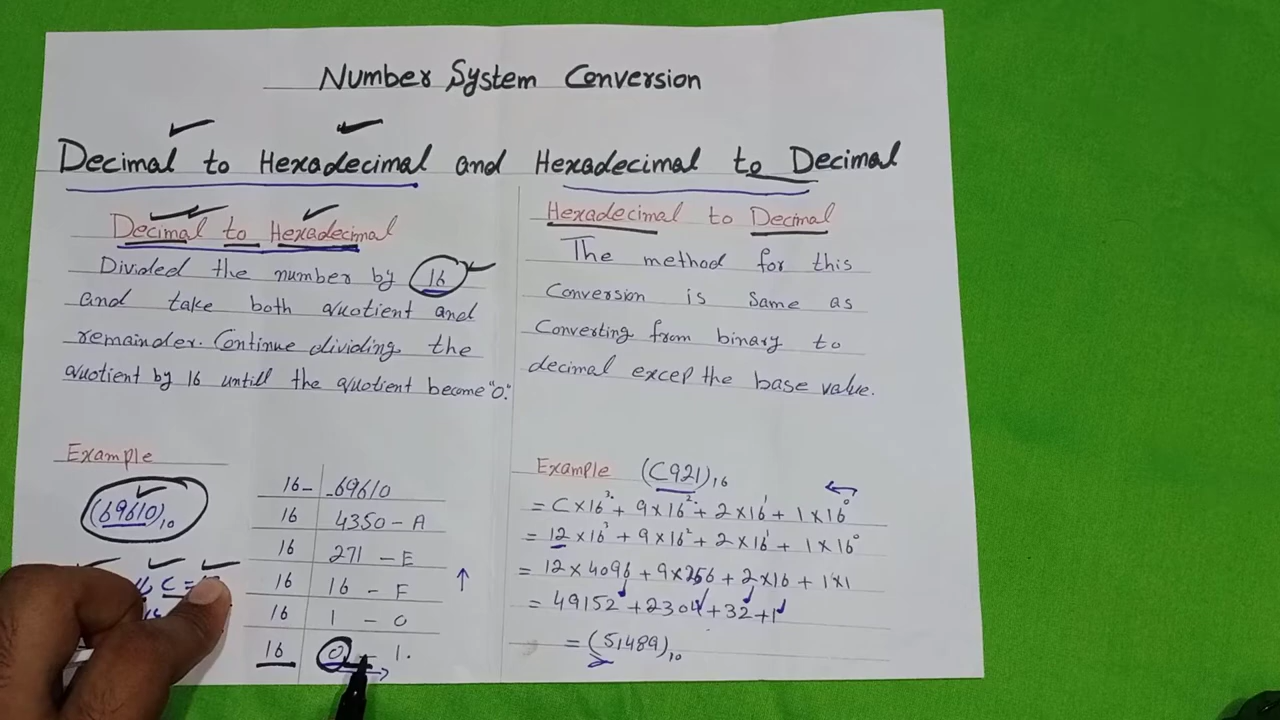 Number System Conversion
Decimal to Hexadecimal and Hexadecimal to Decimal
Decimal to Hexadecimal
Divided the number by 16
and take both quotient and
remainder. Continue dividing the
quotient by 16 untill the quotient become "0."
Example
(69610)₁₀
C =
16 - 69610
16 4350 - A
16 271 - E
16 16 - F
16 1 - 0
16 0 - 1.
Hexadecimal to Decimal
The method for this
Conversion is same as
Converting from binary to
decimal excep the base value.
Example (C921)₁₆
= C×16³ + 9×16² + 2×16¹ + 1×16⁰
= 12×16³ + 9×16² + 2×16¹ + 1×16⁰
= 12×4096 + 9×256 + 2×16 + 1×1
= 49152 + 2304 + 32 + 1
= (51489)₁₀